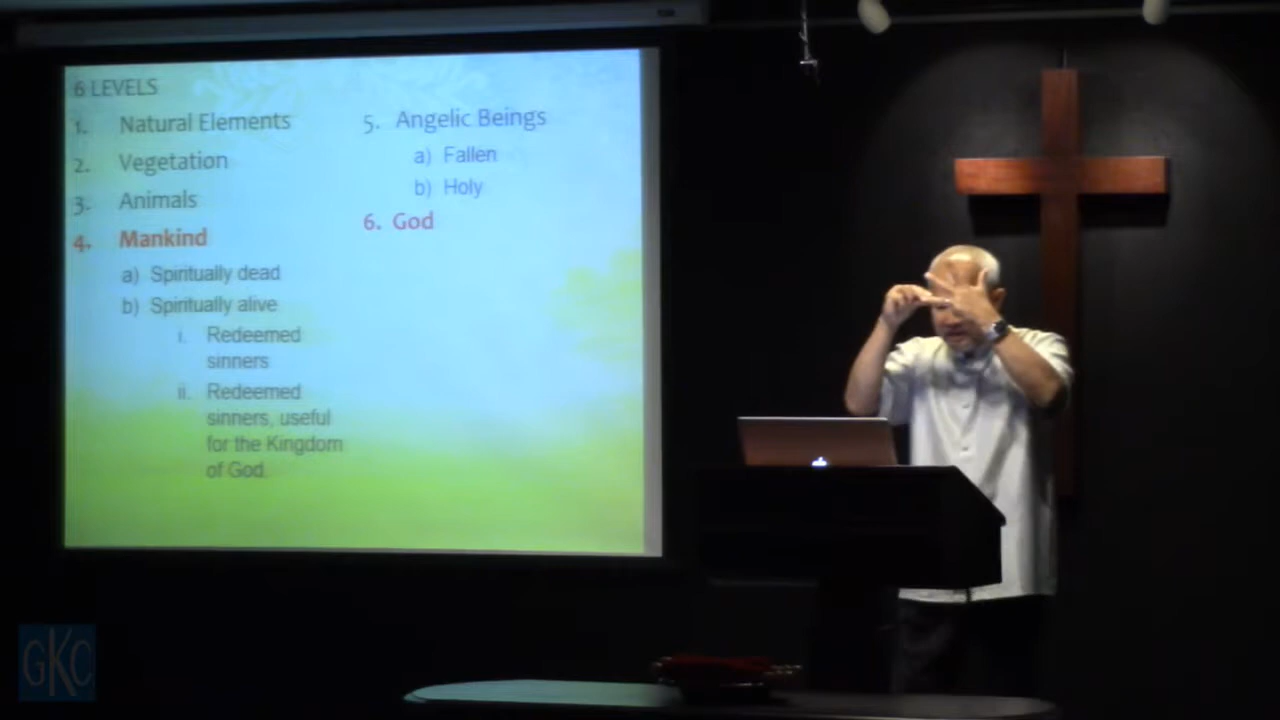 6 LEVELS
1. Natural Elements
2. Vegetation
3. Animals
4. Mankind
a) Spiritually dead
b) Spiritually alive
i. Redeemed
sinners
ii. Redeemed
sinners, useful
for the Kingdom
of God.
5. Angelic Beings
a) Fallen
b) Holy
6. God
GKC